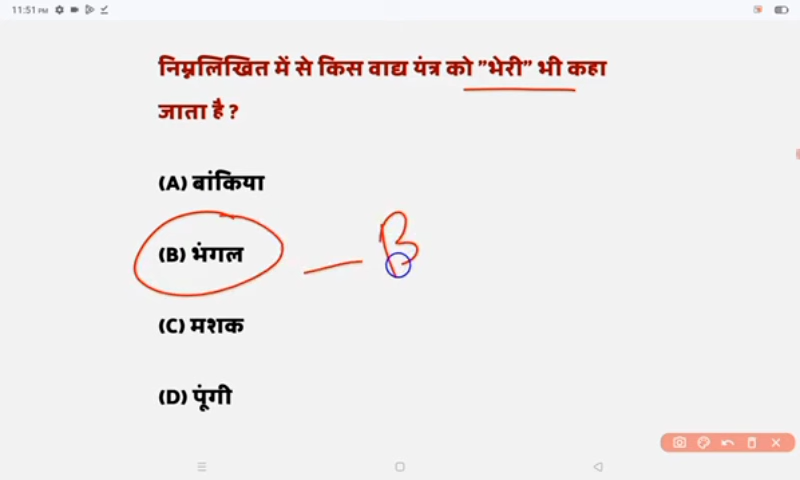 11:51 PM
निम्नलिखित में से किस वाद्य यंत्र को "भेरी" भी कहा
जाता है ?
(A) बांकिया
(B) भंगल
B
(C) मशक
(D) पूंगी